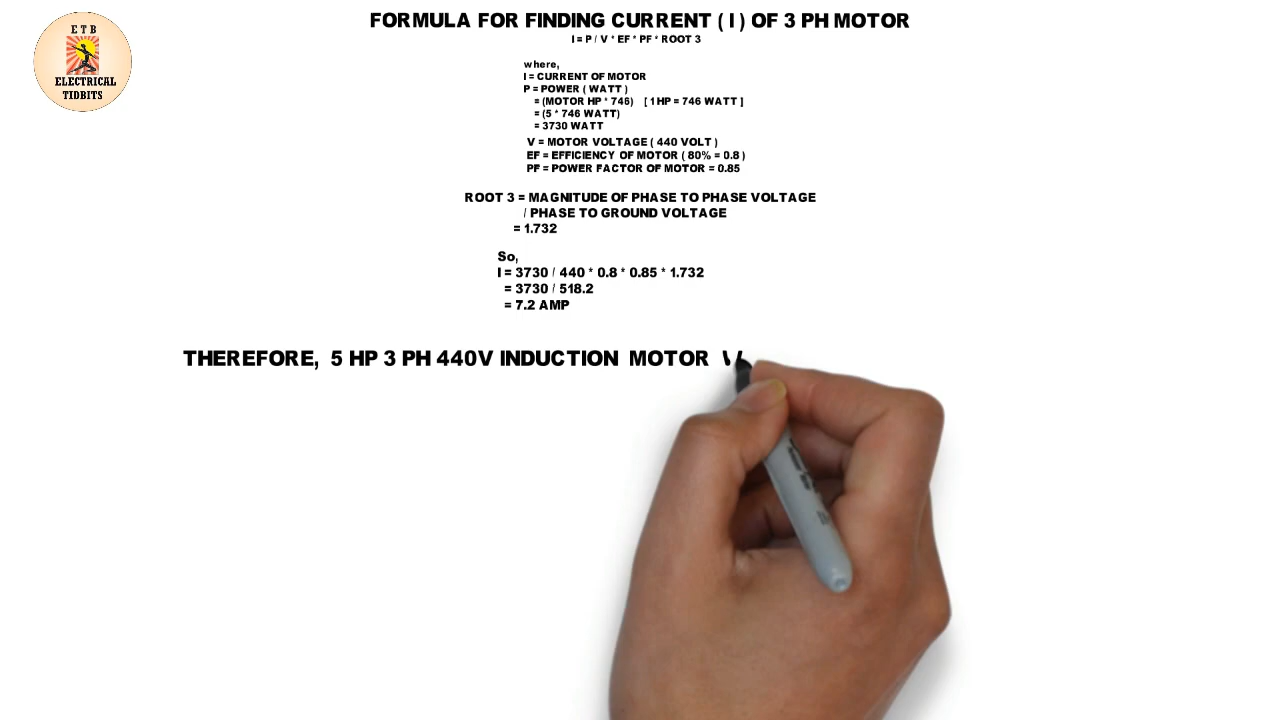 E T B
ELECTRICAL
TIDBITS
FORMULA FOR FINDING CURRENT ( I ) OF 3 PH MOTOR
I = P / V * EF * PF * ROOT 3
where,
I = CURRENT OF MOTOR
P = POWER ( WATT )
= (MOTOR HP * 746) [ 1 HP = 746 WATT ]
= (5 * 746 WATT)
= 3730 WATT
V = MOTOR VOLTAGE ( 440 VOLT )
EF = EFFICIENCY OF MOTOR ( 80% = 0.8 )
PF = POWER FACTOR OF MOTOR = 0.85
ROOT 3 = MAGNITUDE OF PHASE TO PHASE VOLTAGE
/ PHASE TO GROUND VOLTAGE
= 1.732
So,
I = 3730 / 440 * 0.8 * 0.85 * 1.732
= 3730 / 518.2
= 7.2 AMP
THEREFORE, 5 HP 3 PH 440V INDUCTION MOTOR